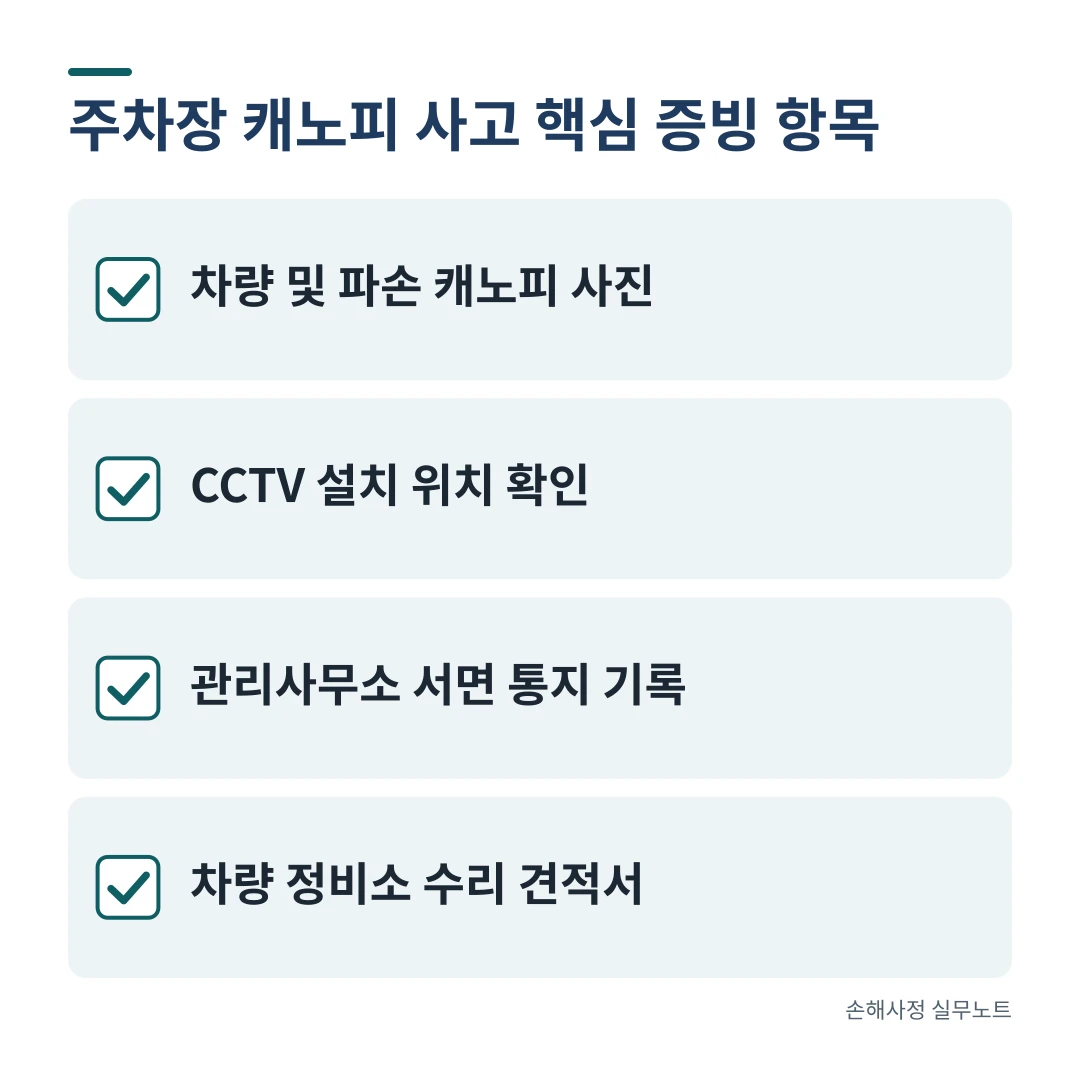 주차장 캐노피 사고 핵심 증빙 항목
차량 및 파손 캐노피 사진
CCTV 설치 위치 확인
관리사무소 서면 통지 기록
차량 정비소 수리 견적서
손해사정 실무노트